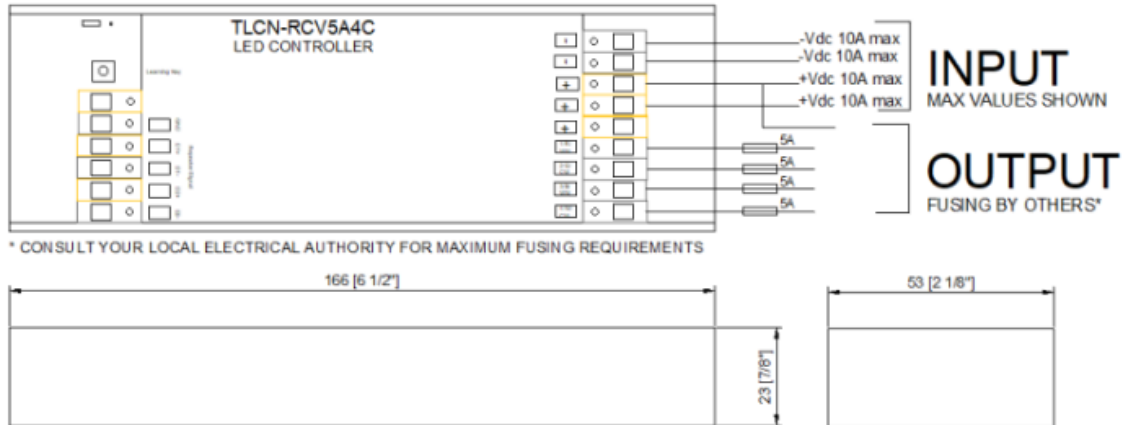 TLCN-RCV5A4C
LED CONTROLLER
Learning Key
-Vdc 10A max
-Vdc 10A max
+Vdc 10A max
+Vdc 10A max
INPUT
MAX VALUES SHOWN
+
+
+
5A
5A
5A
5A
OUTPUT
FUSING BY OTHERS*
* CONSULT YOUR LOCAL ELECTRICAL AUTHORITY FOR MAXIMUM FUSING REQUIREMENTS
166 [6 1/2"]
53 [2 1/8"]
23 [7/8"]